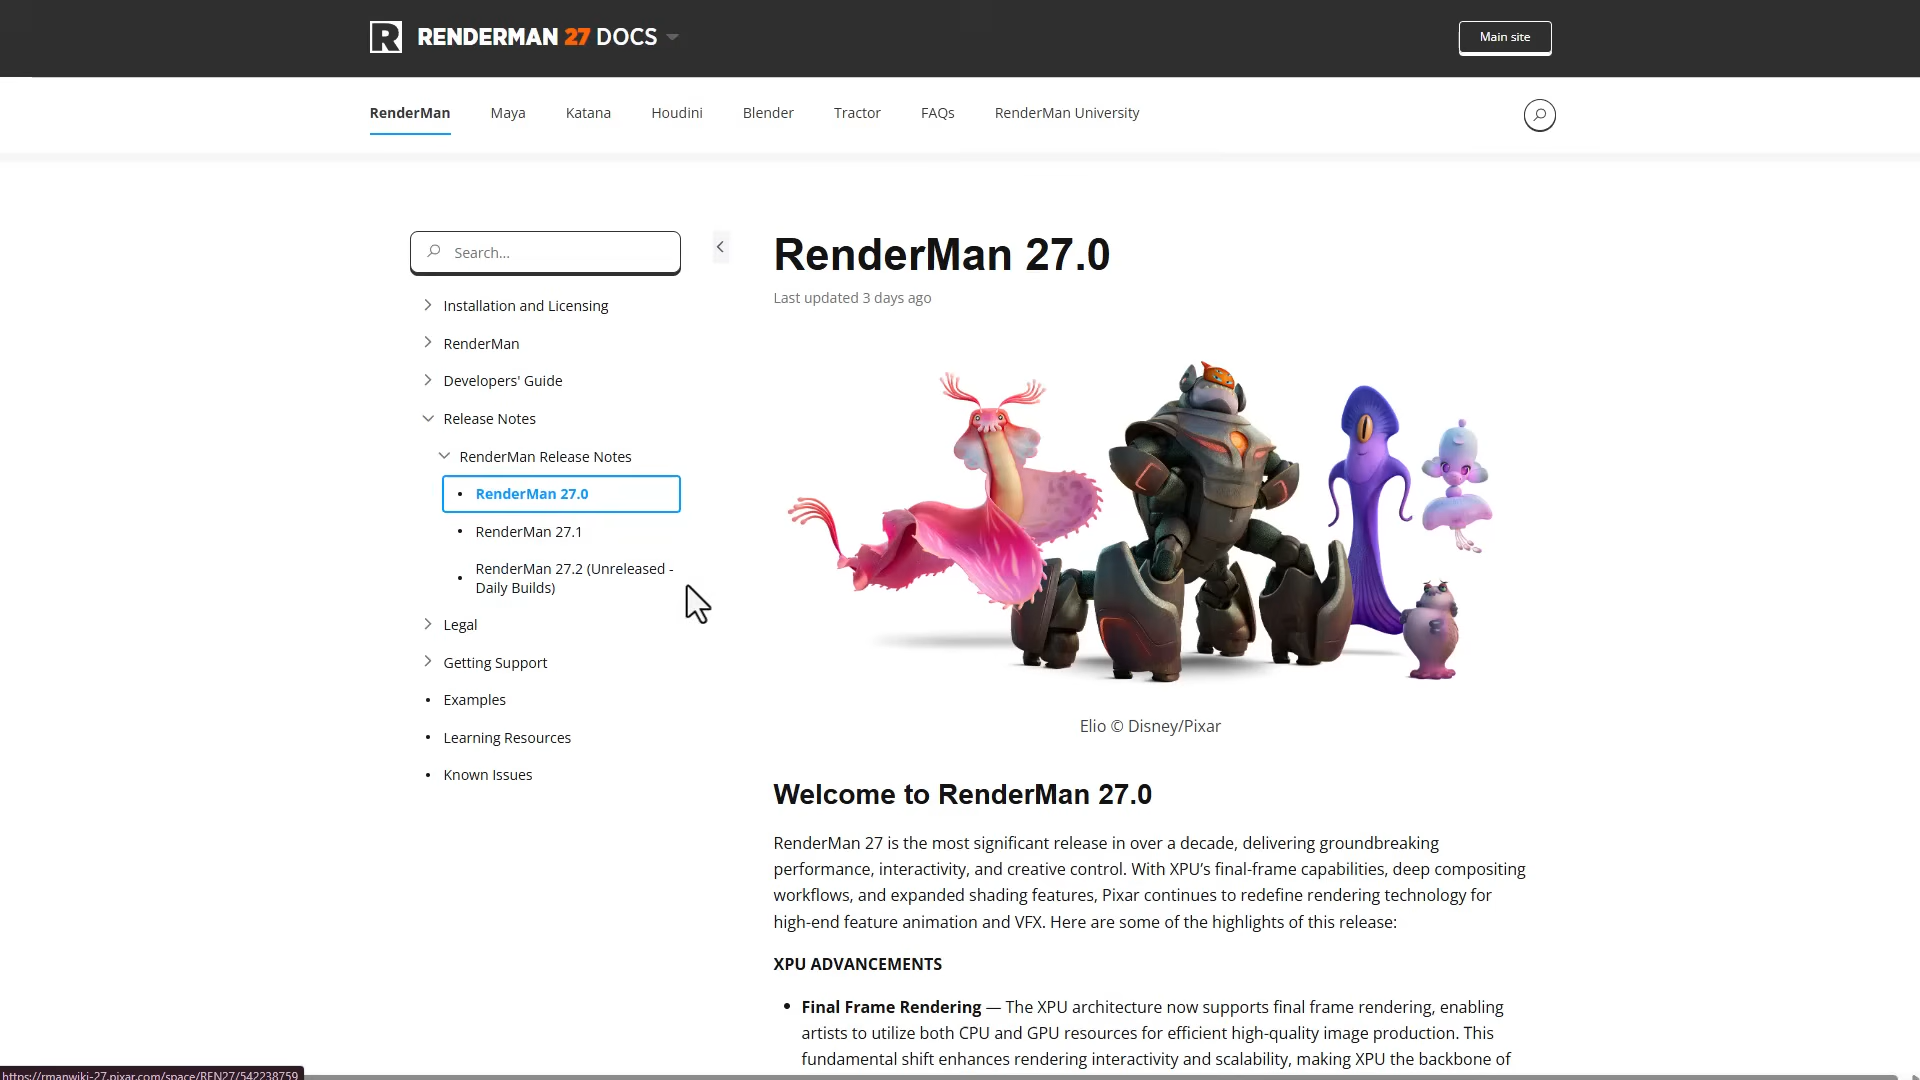 RENDERMAN 27 DOCS
Main site
RenderMan Maya Katana Houdini Blender Tractor FAQs RenderMan University
Search...
Installation and Licensing
RenderMan
Developers' Guide
Release Notes
RenderMan Release Notes
RenderMan 27.0
RenderMan 27.1
RenderMan 27.2 (Unreleased -
Daily Builds)
Legal
Getting Support
Examples
Learning Resources
Known Issues
RenderMan 27.0
Last updated 3 days ago
Elio © Disney/Pixar
Welcome to RenderMan 27.0
RenderMan 27 is the most significant release in over a decade, delivering groundbreaking
performance, interactivity, and creative control. With XPU’s final-frame capabilities, deep compositing
workflows, and expanded shading features, Pixar continues to redefine rendering technology for
high-end feature animation and VFX. Here are some of the highlights of this release:
XPU ADVANCEMENTS
• Final Frame Rendering — The XPU architecture now supports final frame rendering, enabling
artists to utilize both CPU and GPU resources for efficient high-quality image production. This
fundamental shift enhances rendering interactivity and scalability, making XPU the backbone of
https://rmanwiki-27.pixar.com/space/REN27/542238759